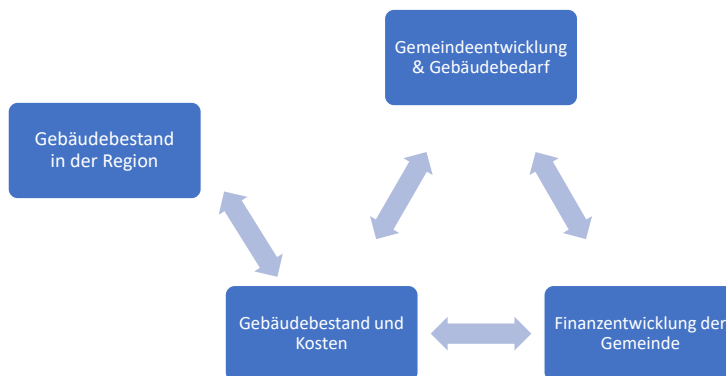 Gemeindeentwicklung
& Gebäudebedarf
Gebäudebestand
in der Region
Gebäudebestand und
Kosten
Finanzentwicklung der
Gemeinde